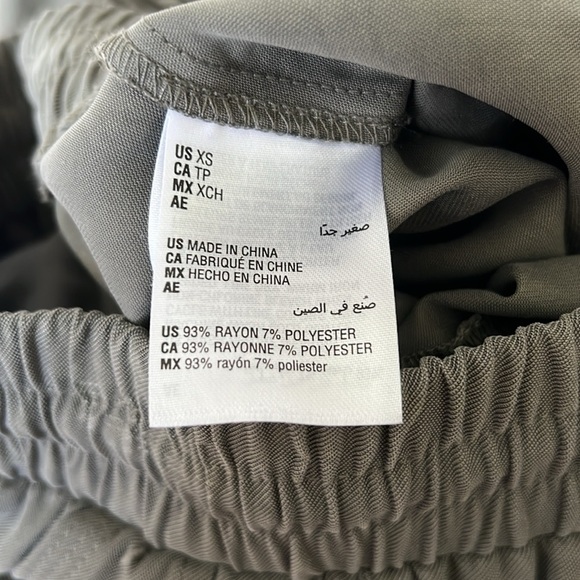 US XS
CA TP
MX XCH
AE
صغير جدًا
US MADE IN CHINA
CA FABRIQUÉ EN CHINE
MX HECHO EN CHINA
AE
صُنع في الصين
US 93% RAYON 7% POLYESTER
CA 93% RAYONNE 7% POLYESTER
MX 93% rayón 7% poliester